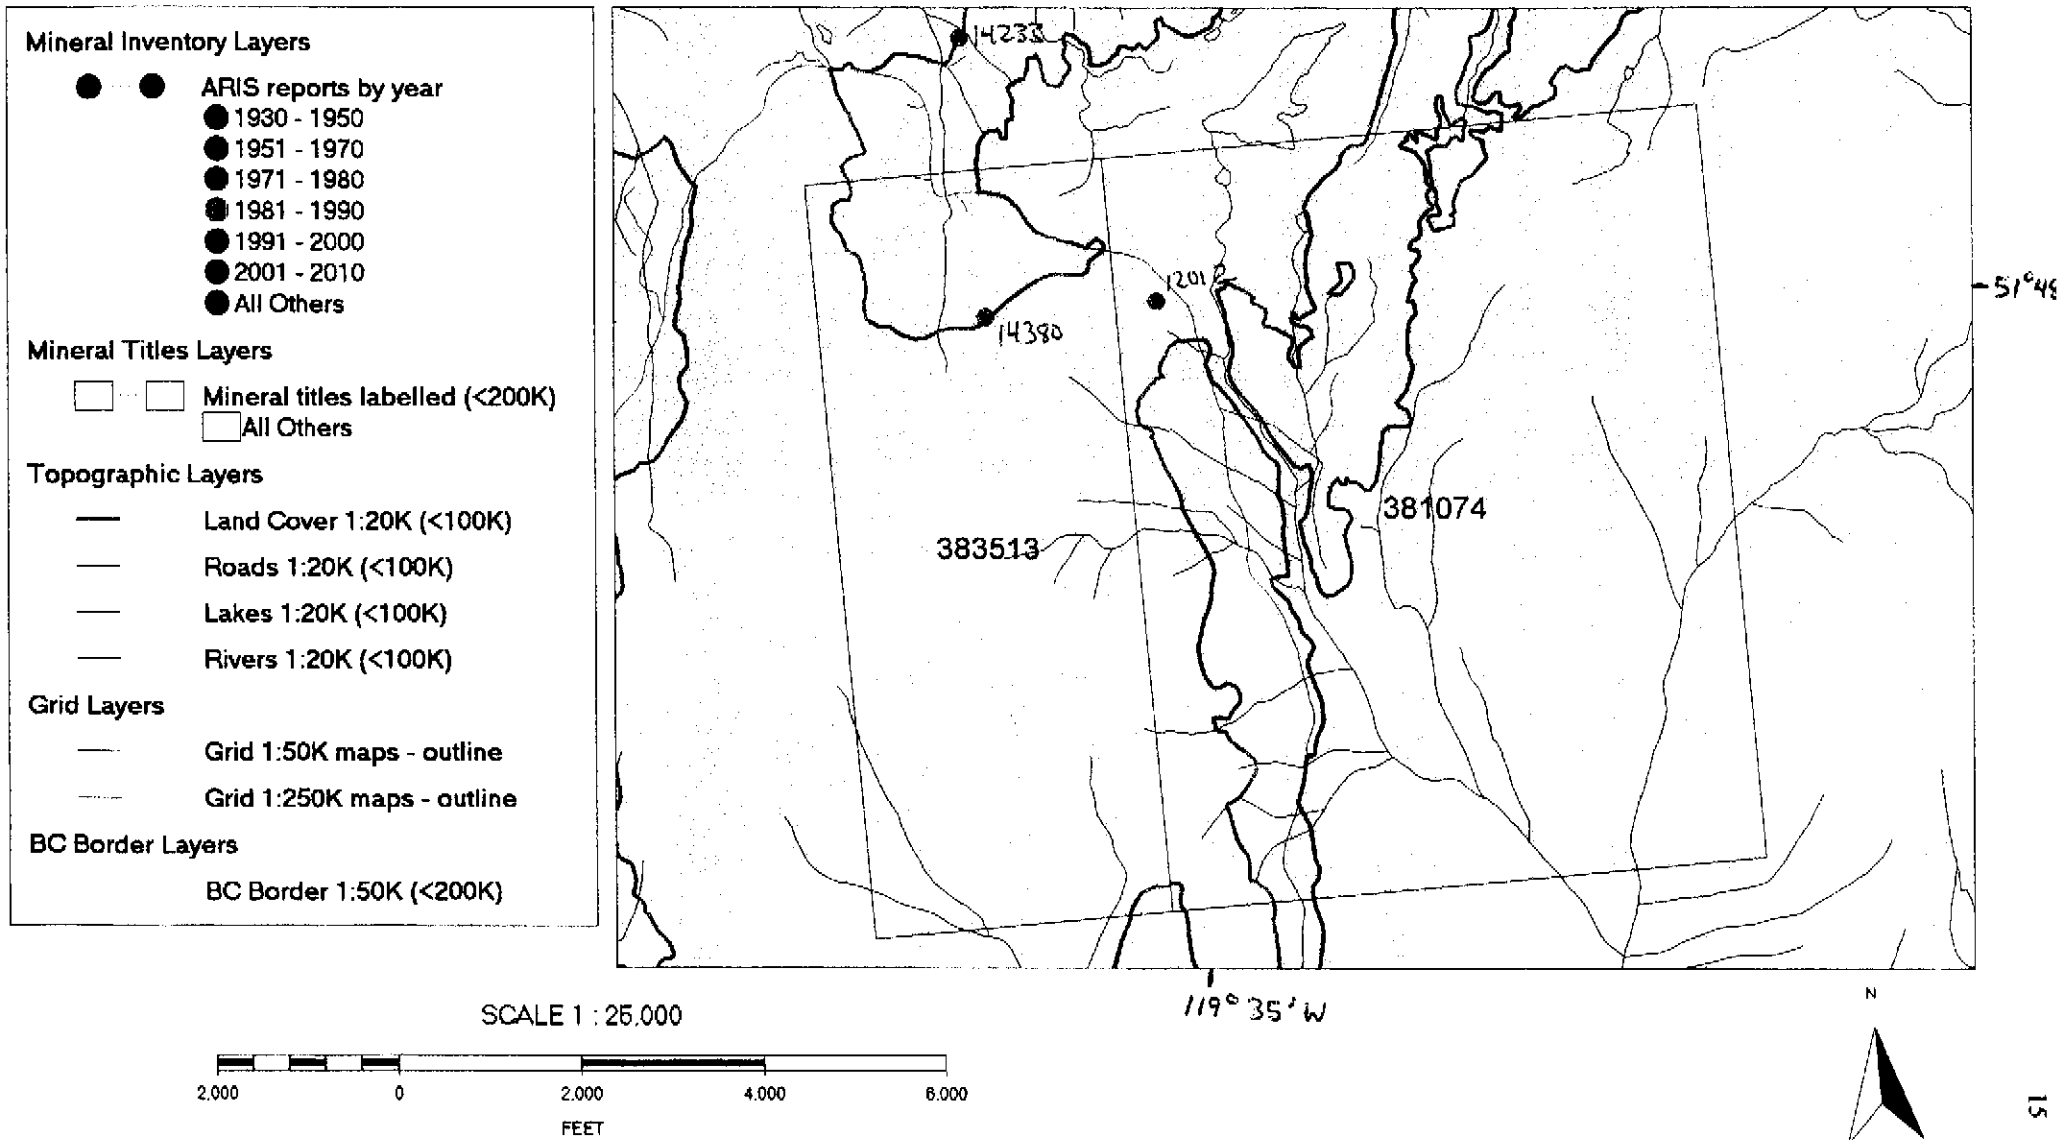 Mineral Inventory Layers
ARIS reports by year
1930 - 1950
1951 - 1970
1971 - 1980
1981 - 1990
1991 - 2000
2001 - 2010
All Others
Mineral Titles Layers
Mineral titles labelled (<200K)
All Others
Topographic Layers
Land Cover 1:20K (<100K)
Roads 1:20K (<100K)
Lakes 1:20K (<100K)
Rivers 1:20K (<100K)
Grid Layers
Grid 1:50K maps - outline
Grid 1:250K maps - outline
BC Border Layers
BC Border 1:50K (<200K)
14233
1201
14380
51°48
381074
383513
119° 35' W
SCALE 1 : 25,000
2,000 0 2,000 4,000 6,000
FEET
N
15